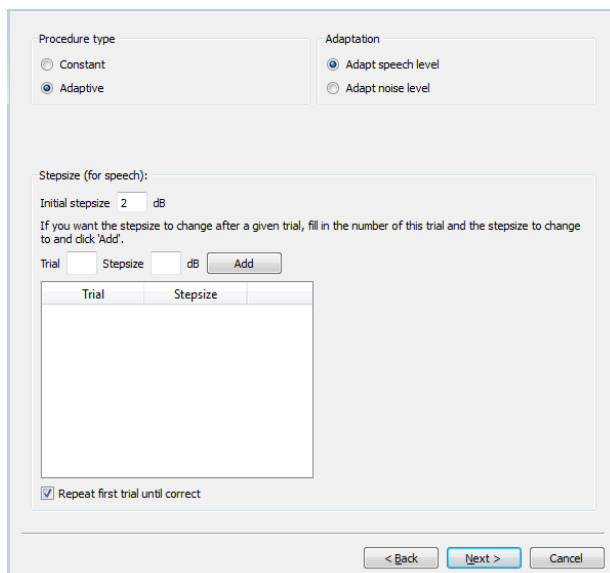 Procedure type
Constant
Adaptive
Adaptation
Adapt speech level
Adapt noise level
Stepsize (for speech):
Initial stepsize 2 dB
If you want the stepsize to change after a given trial, fill in the number of this trial and the stepsize to change
to and click 'Add'.
Trial Stepsize dB Add
Trial Stepsize
Repeat first trial until correct
< Back Next > Cancel